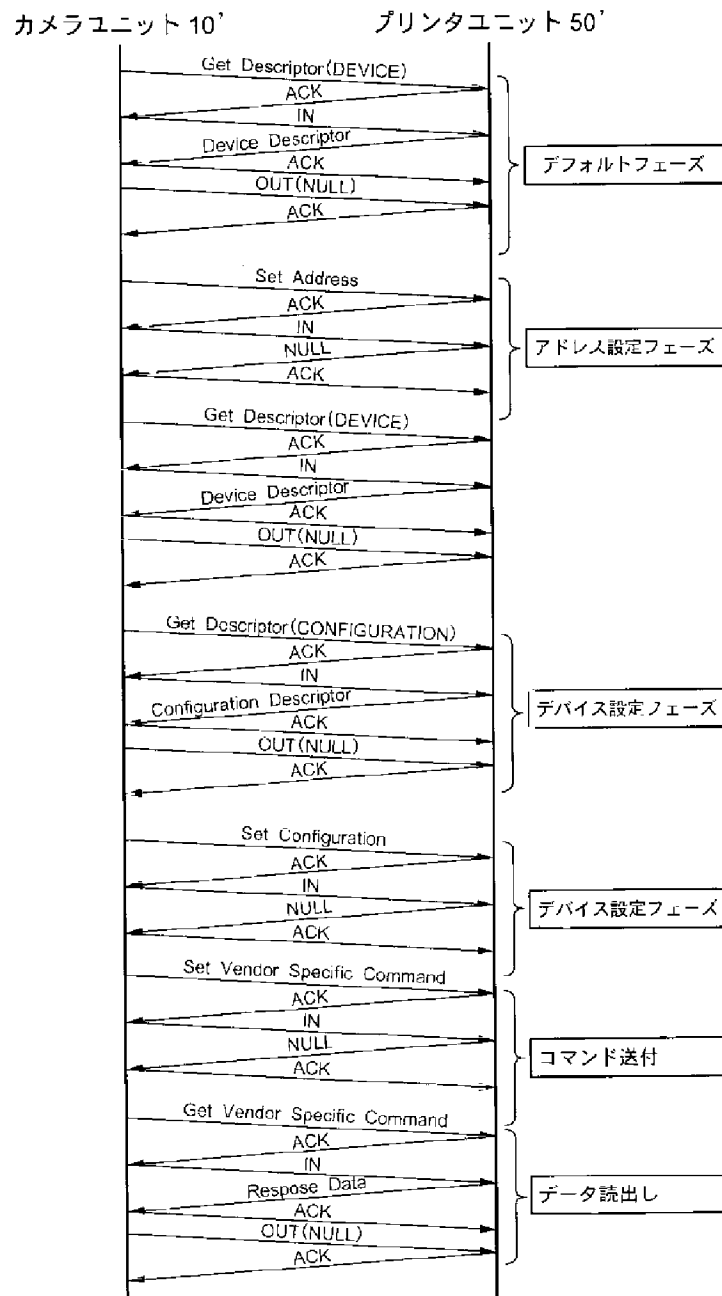 カメラユニット 10’
プリンタユニット 50’
Get Descriptor(DEVICE)
ACK
IN
Device Descriptor
ACK
OUT(NULL)
ACK
デフォルトフェーズ
Set Address
ACK
IN
NULL
ACK
アドレス設定フェーズ
Get Descriptor(DEVICE)
ACK
IN
Device Descriptor
ACK
OUT(NULL)
ACK
Get Descriptor(CONFIGURATION)
ACK
IN
Configuration Descriptor
ACK
OUT(NULL)
ACK
デバイス設定フェーズ
Set Configuration
ACK
IN
NULL
ACK
デバイス設定フェーズ
Set Vendor Specific Command
ACK
IN
NULL
ACK
コマンド送付
Get Vendor Specific Command
ACK
IN
Respose Data
ACK
OUT(NULL)
ACK
データ読出し